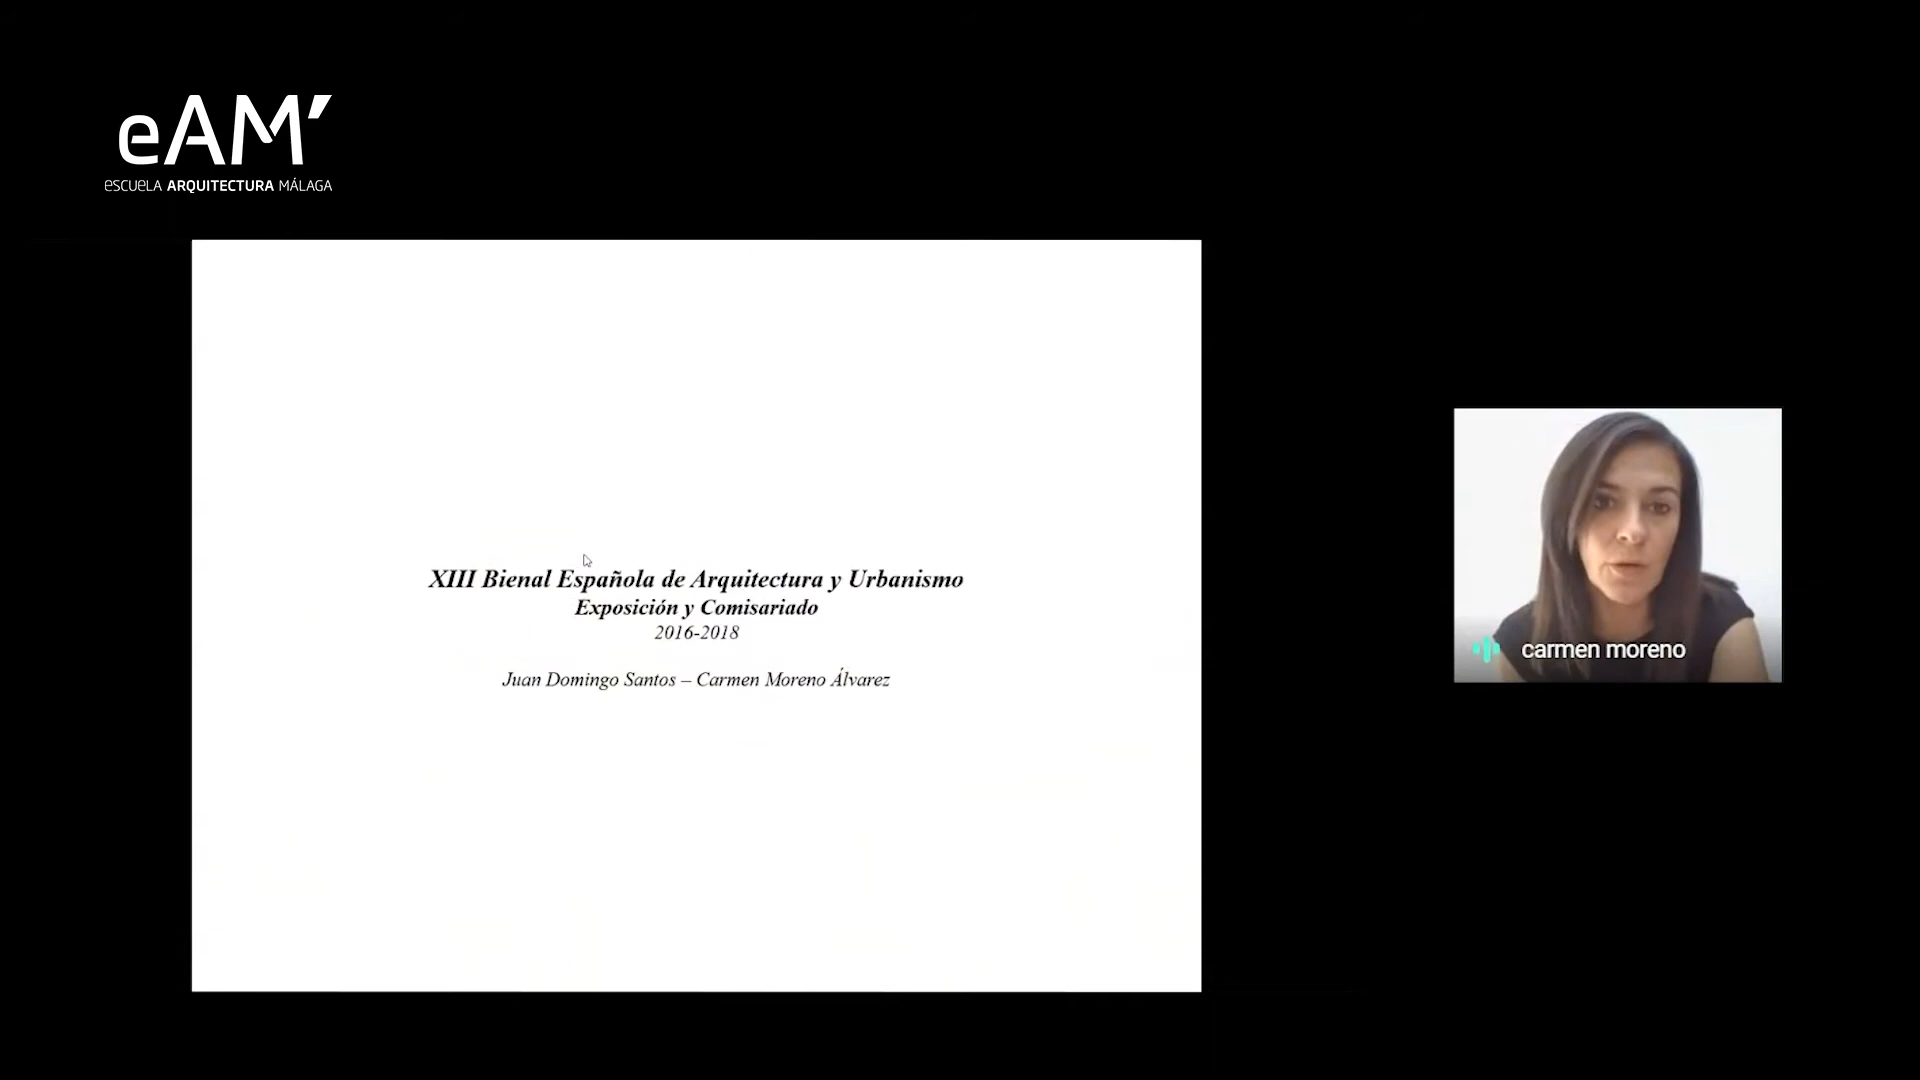 eAM'
ESCUELA ARQUITECTURA MÁLAGA
XIII Bienal Española de Arquitectura y Urbanismo
Exposición y Comisariado
2016-2018
Juan Domingo Santos – Carmen Moreno Álvarez
carmen moreno